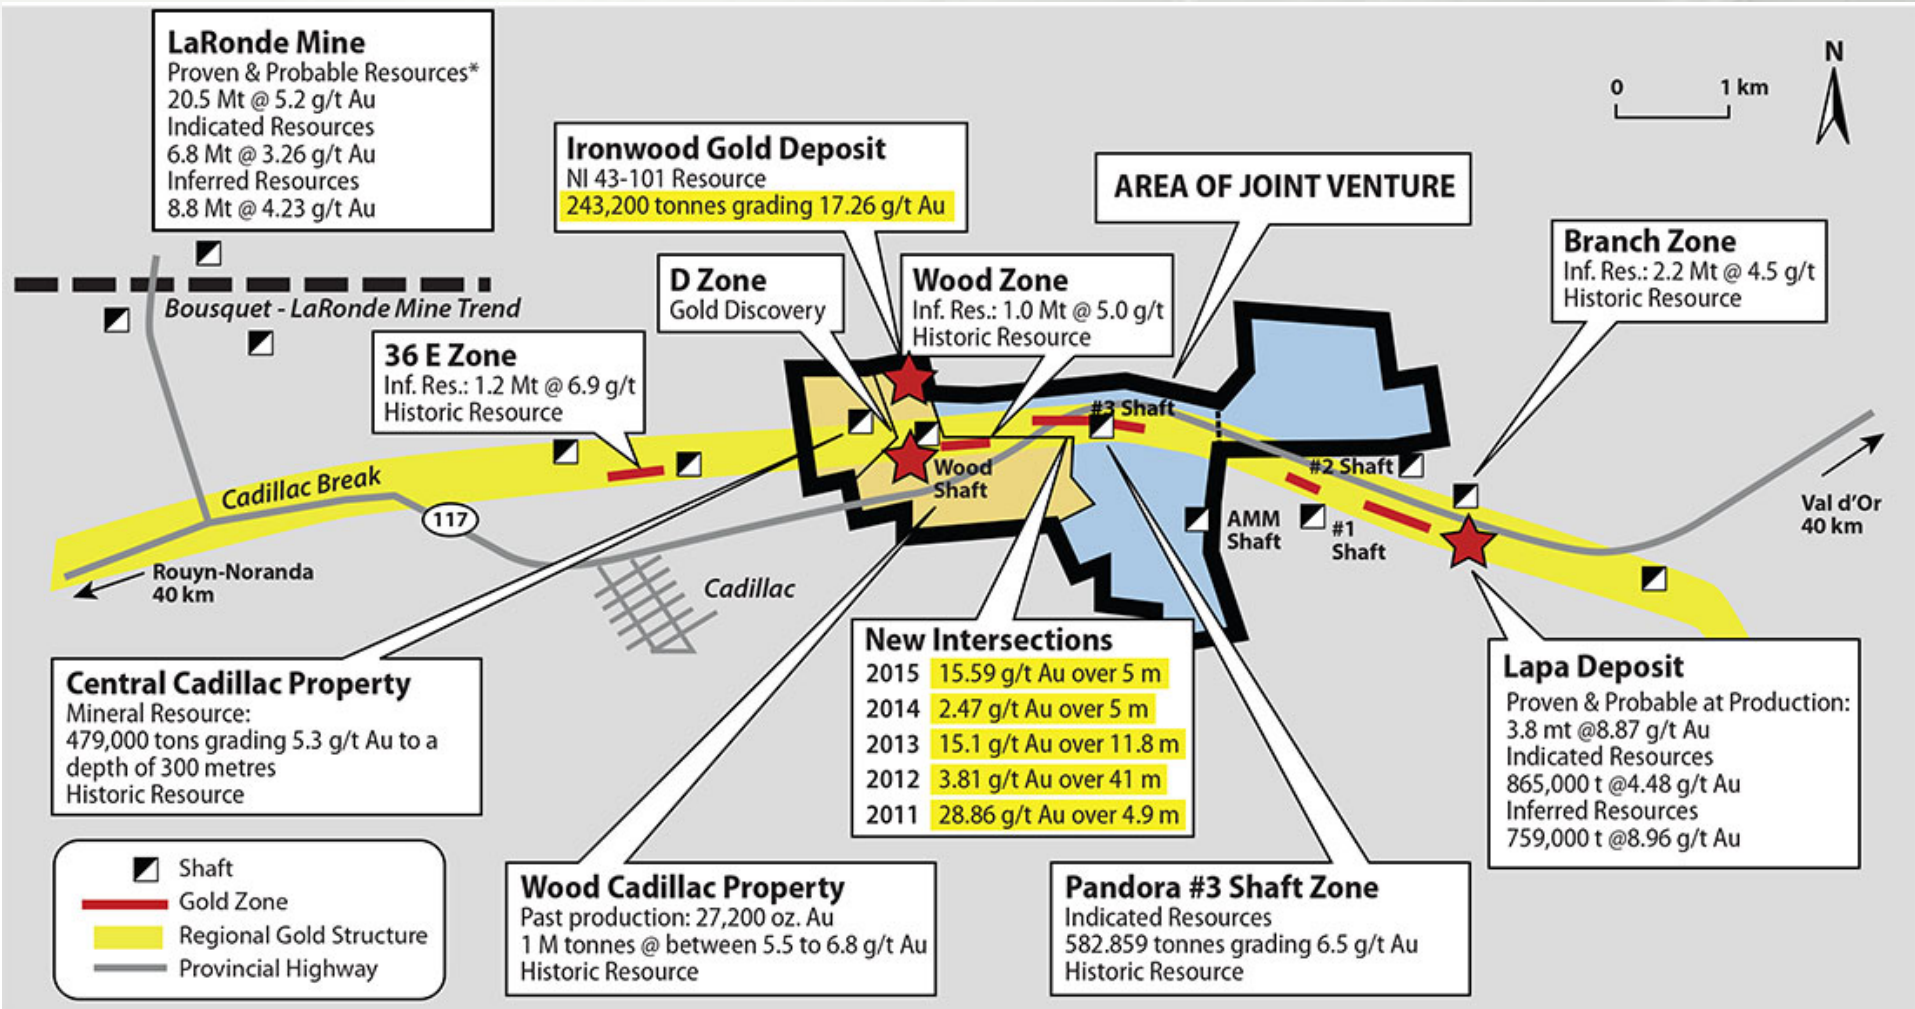 LaRonde Mine
Proven & Probable Resources*
20.5 Mt @ 5.2 g/t Au
Indicated Resources
6.8 Mt @ 3.26 g/t Au
Inferred Resources
8.8 Mt @ 4.23 g/t Au
Ironwood Gold Deposit
NI 43-101 Resource
243,200 tonnes grading 17.26 g/t Au
AREA OF JOINT VENTURE
0 1 km
N
Branch Zone
Inf. Res.: 2.2 Mt @ 4.5 g/t
Historic Resource
D Zone
Gold Discovery
Wood Zone
Inf. Res.: 1.0 Mt @ 5.0 g/t
Historic Resource
Bousquet - LaRonde Mine Trend
36 E Zone
Inf. Res.: 1.2 Mt @ 6.9 g/t
Historic Resource
#3 Shaft
Wood
Shaft
#2 Shaft
Cadillac Break
117
AMM
Shaft
#1
Shaft
Val d'Or
40 km
Rouyn-Noranda
40 km
Cadillac
Central Cadillac Property
Mineral Resource:
479,000 tons grading 5.3 g/t Au to a
depth of 300 metres
Historic Resource
New Intersections
2015 15.59 g/t Au over 5 m
2014 2.47 g/t Au over 5 m
2013 15.1 g/t Au over 11.8 m
2012 3.81 g/t Au over 41 m
2011 28.86 g/t Au over 4.9 m
Lapa Deposit
Proven & Probable at Production:
3.8 mt @8.87 g/t Au
Indicated Resources
865,000 t @4.48 g/t Au
Inferred Resources
759,000 t @8.96 g/t Au
Shaft
Gold Zone
Regional Gold Structure
Provincial Highway
Wood Cadillac Property
Past production: 27,200 oz. Au
1 M tonnes @ between 5.5 to 6.8 g/t Au
Historic Resource
Pandora #3 Shaft Zone
Indicated Resources
582.859 tonnes grading 6.5 g/t Au
Historic Resource